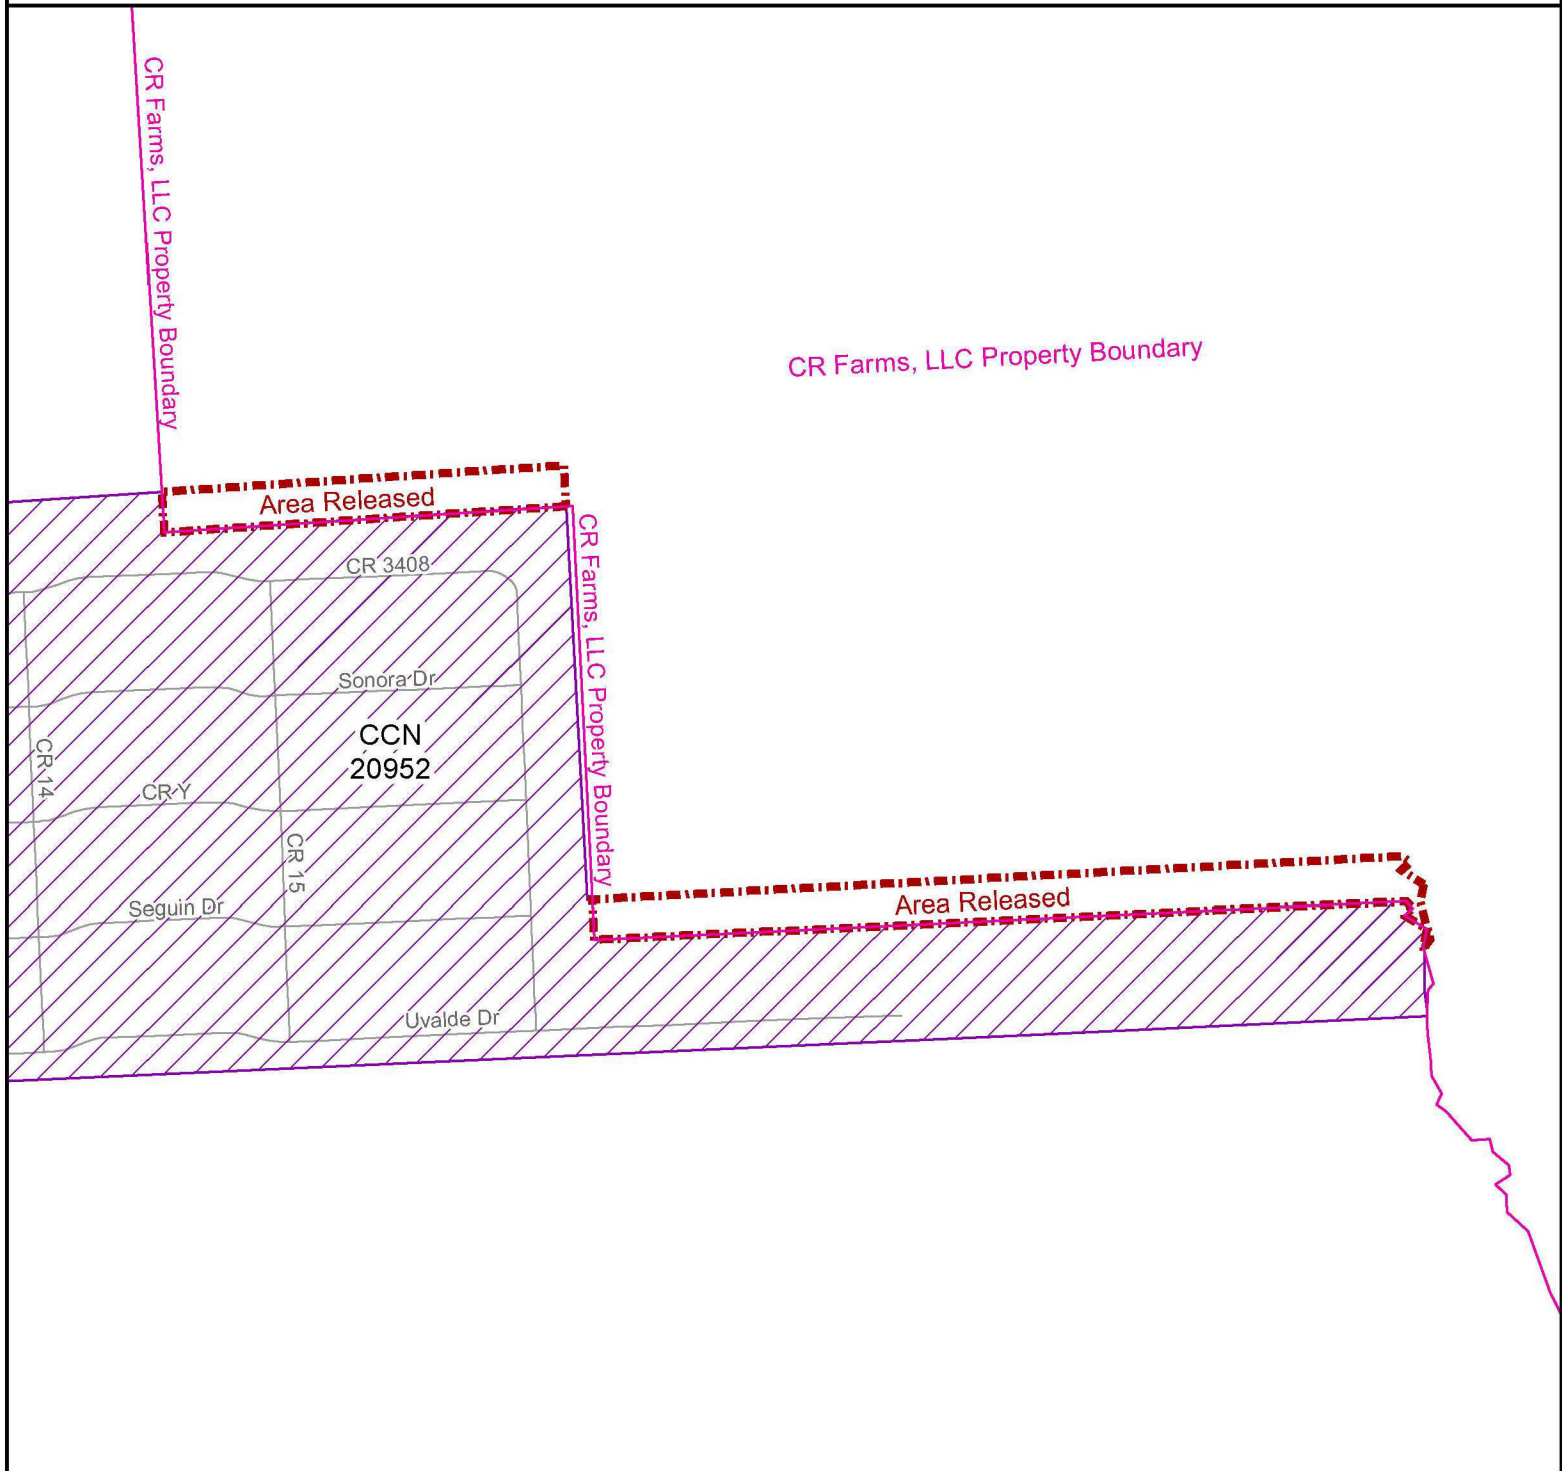 CR Farms, LLC Property Boundary
CR Farms, LLC Property Boundary
Area Released
CR Farms, LLC Property Boundary
CR 3408
Sonora Dr
CCN
20952
CR 14
CR Y
CR 15
Seguin Dr
Area Released
Uvalde Dr